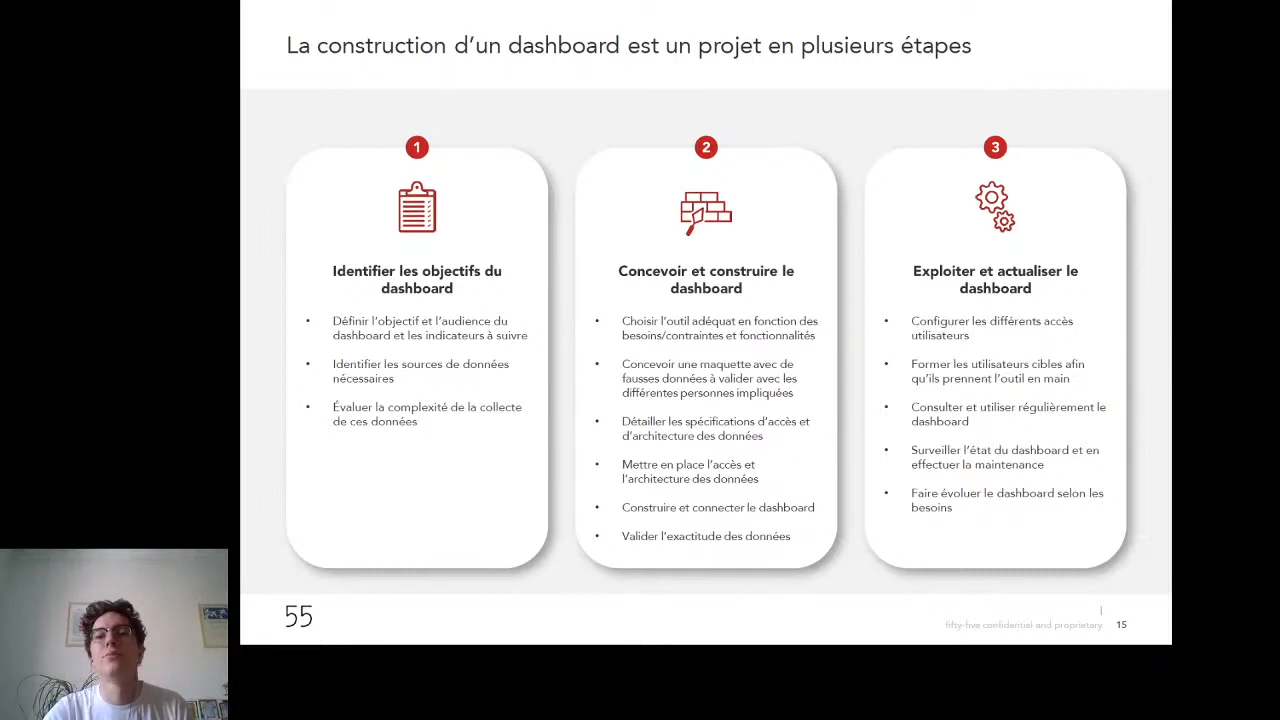 La construction d'un dashboard est un projet en plusieurs étapes
1
Identifier les objectifs du
dashboard
• Définir l'objectif et l'audience du
dashboard et les indicateurs à suivre
• Identifier les sources de données
nécessaires
• Évaluer la complexité de la collecte
de ces données
2
Concevoir et construire le
dashboard
• Choisir l'outil adéquat en fonction des
besoins/contraintes et fonctionnalités
• Concevoir une maquette avec de
fausses données à valider avec les
différentes personnes impliquées
• Détailler les spécifications d'accès et
d'architecture des données
• Mettre en place l'accès et
l'architecture des données
• Construire et connecter le dashboard
• Valider l'exactitude des données
3
Exploiter et actualiser le
dashboard
• Configurer les différents accès
utilisateurs
• Former les utilisateurs cibles afin
qu'ils prennent l'outil en main
• Consulter et utiliser régulièrement le
dashboard
• Surveiller l'état du dashboard et en
effectuer la maintenance
• Faire évoluer le dashboard selon les
besoins
55
|
fifty-five confidential and proprietary 15